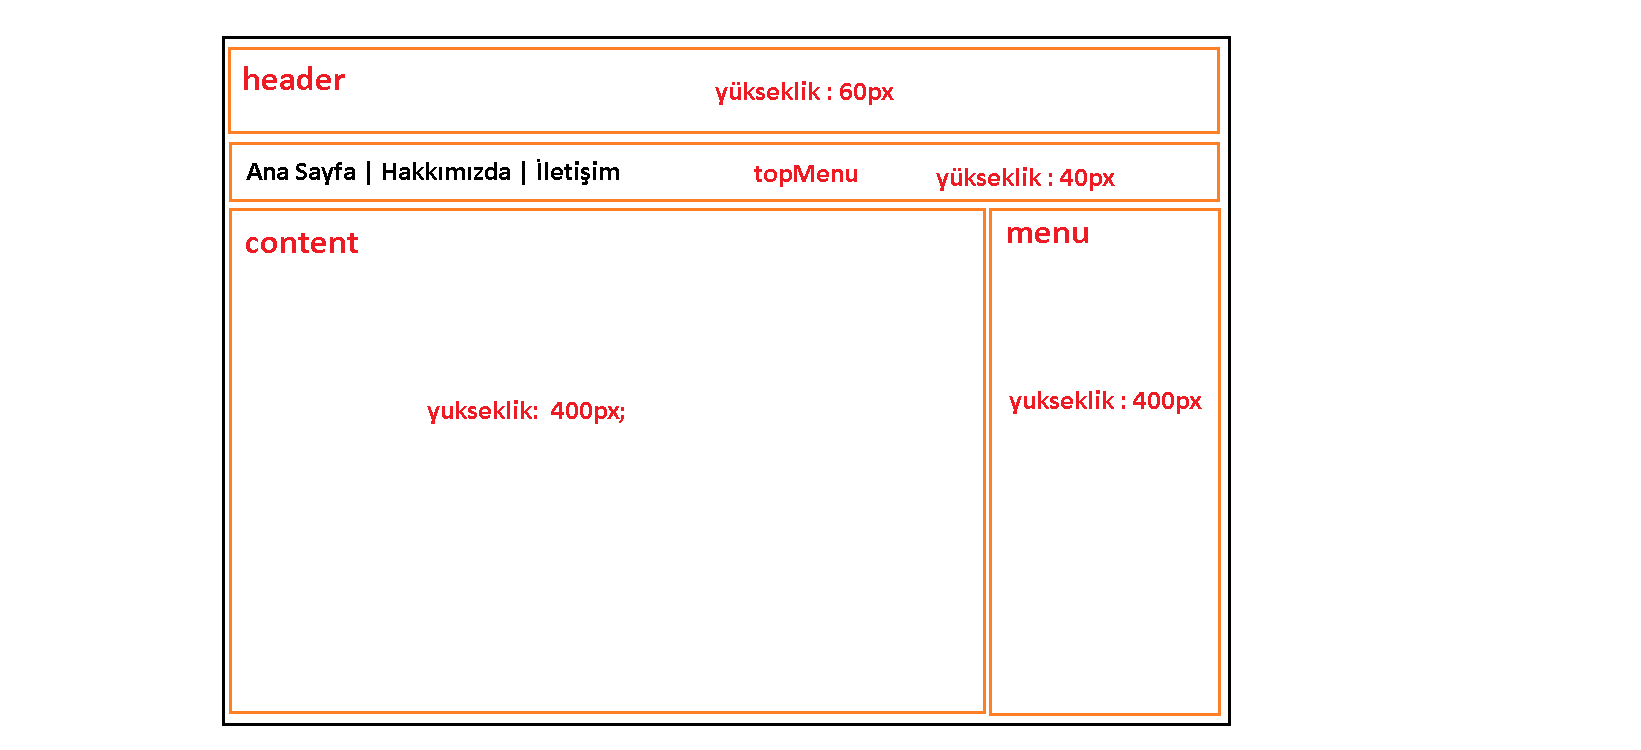 header
yükseklik : 60px
Ana Sayfa | Hakkımızda | İletişim
topMenu
yükseklik : 40px
content
menu
yukseklik: 400px;
yukseklik : 400px